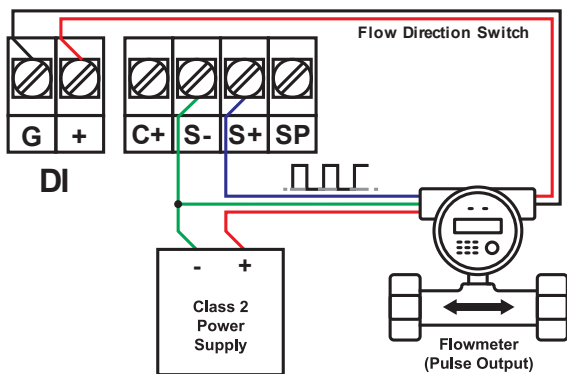 Flow Direction Switch
G + C+ S- S+ SP
DI
- +
Class 2
Power
Supply
- -
Flowmeter
(Pulse Output)